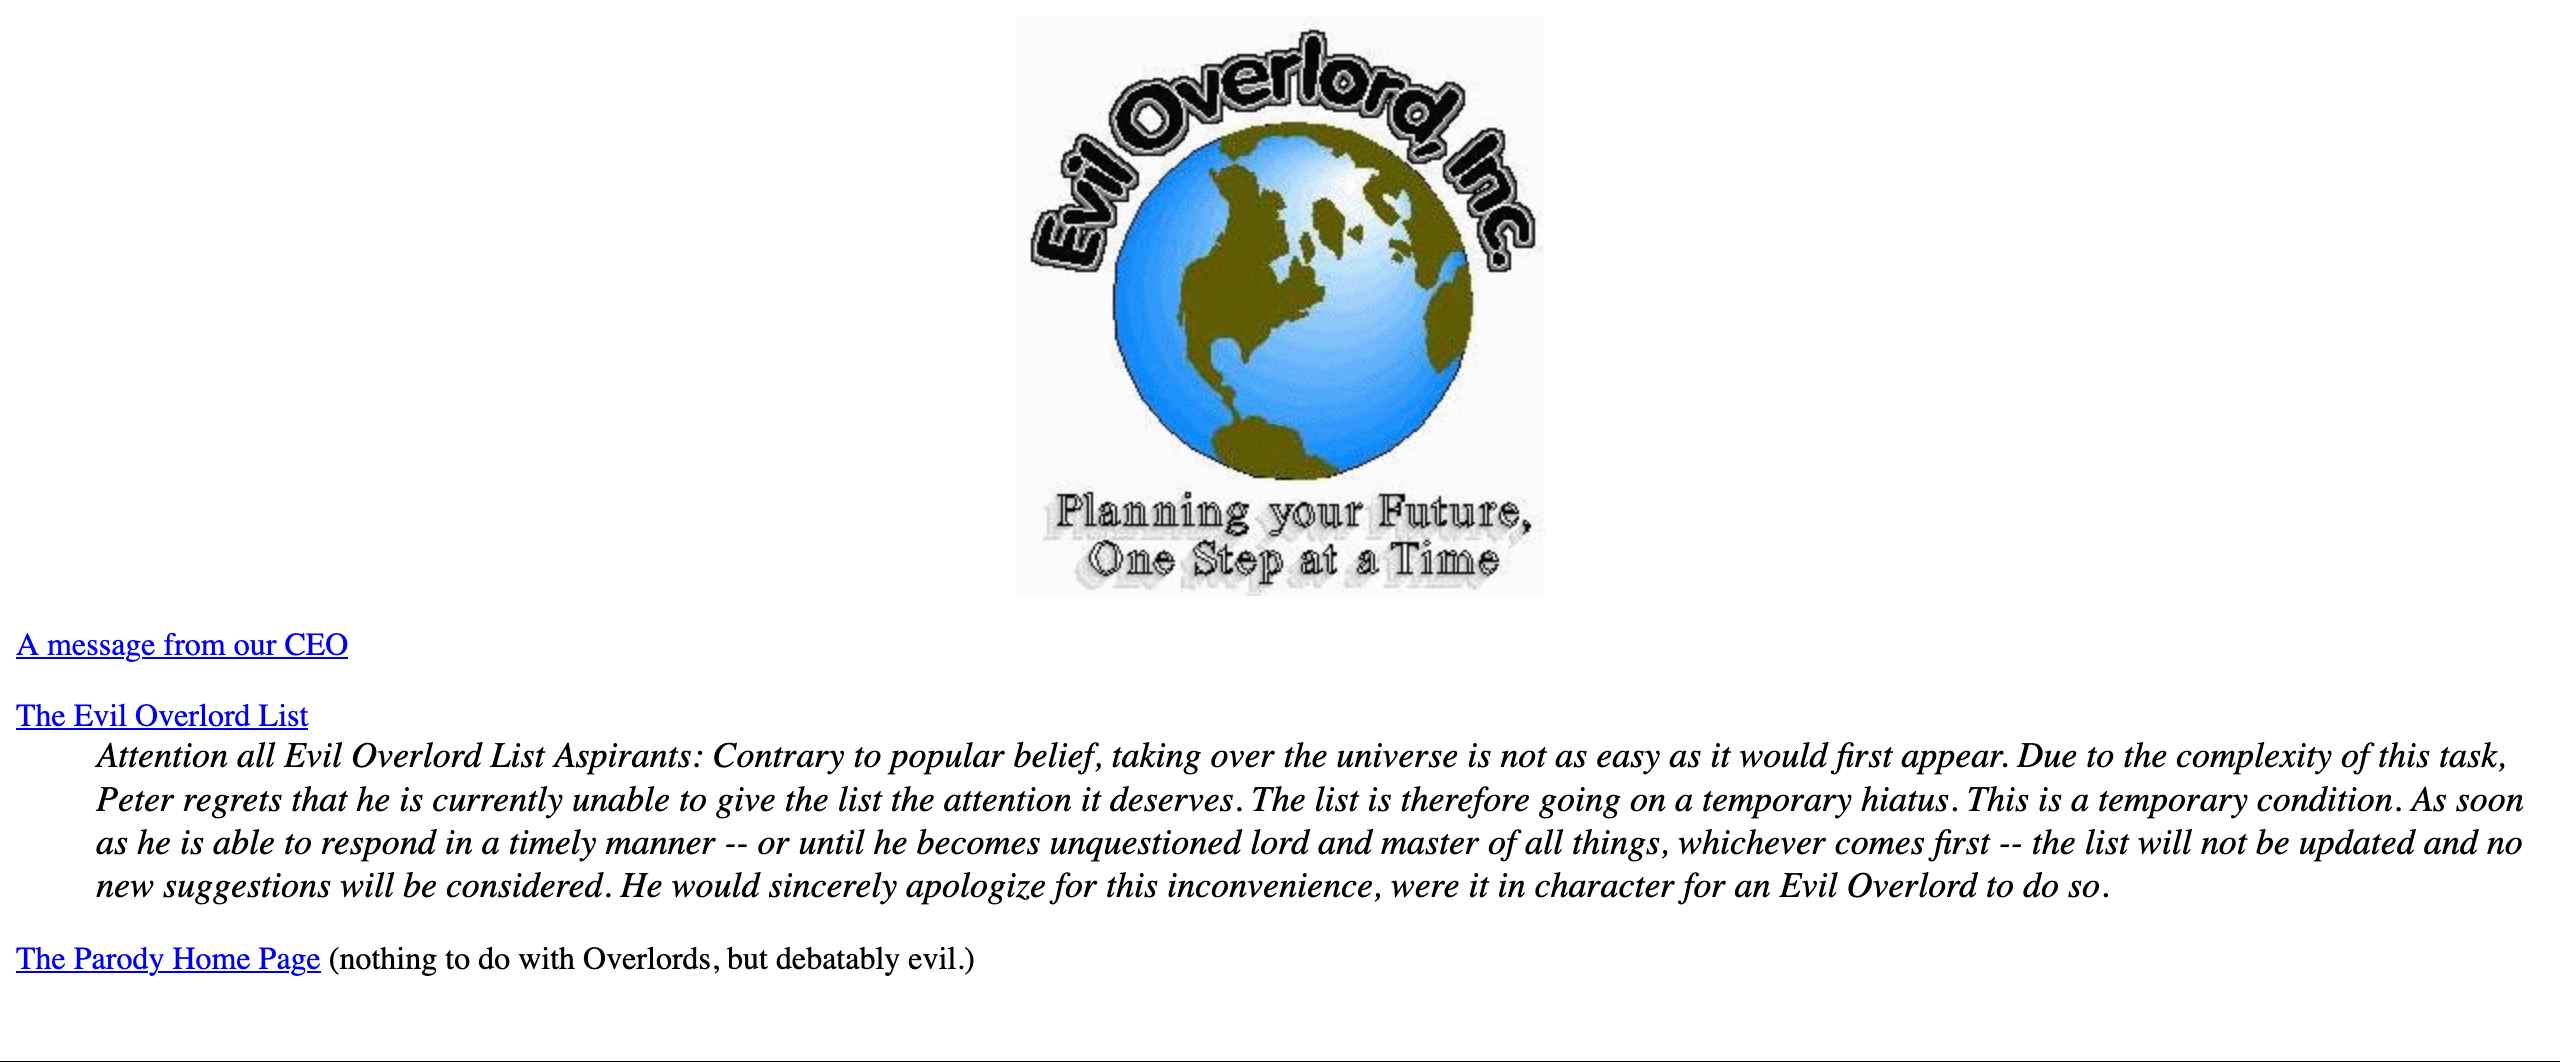 Evil Overlord, Inc.
Planning your Future,
One Step at a Time
A message from our CEO
The Evil Overlord List
Attention all Evil Overlord List Aspirants: Contrary to popular belief, taking over the universe is not as easy as it would first appear. Due to the complexity of this task,
Peter regrets that he is currently unable to give the list the attention it deserves. The list is therefore going on a temporary hiatus. This is a temporary condition. As soon
as he is able to respond in a timely manner -- or until he becomes unquestioned lord and master of all things, whichever comes first -- the list will not be updated and no
new suggestions will be considered. He would sincerely apologize for this inconvenience, were it in character for an Evil Overlord to do so.
The Parody Home Page (nothing to do with Overlords, but debatably evil.)